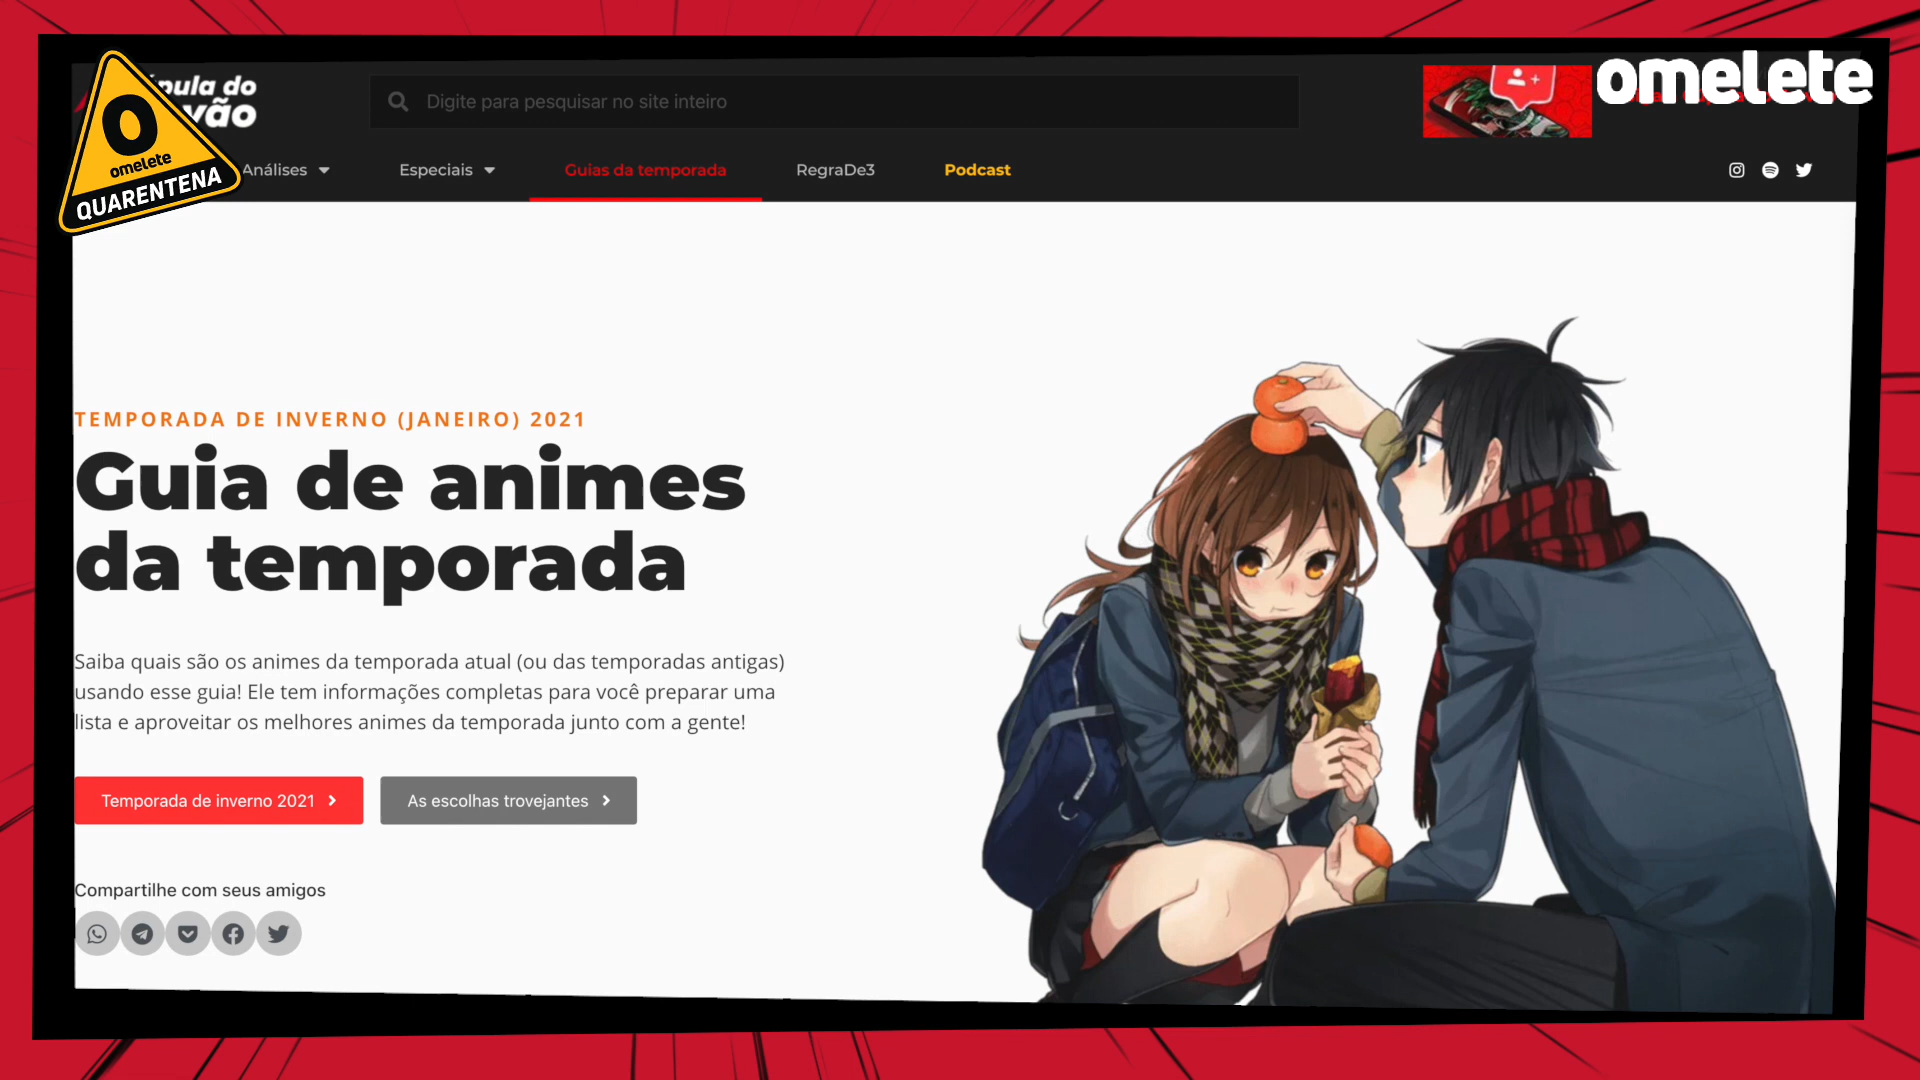 omelete
omelete
QUARENTENA
do
Digite para pesquisar no site inteiro
Análises
Especiais
Guias da temporada
RegraDe3
Podcast
TEMPORADA DE INVERNO (JANEIRO) 2021
Guia de animes
da temporada
Saiba quais são os animes da temporada atual (ou das temporadas antigas)
usando esse guia! Ele tem informações completas para você preparar uma
lista e aproveitar os melhores animes da temporada junto com a gente!
Temporada de inverno 2021
As escolhas trovejantes
Compartilhe com seus amigos